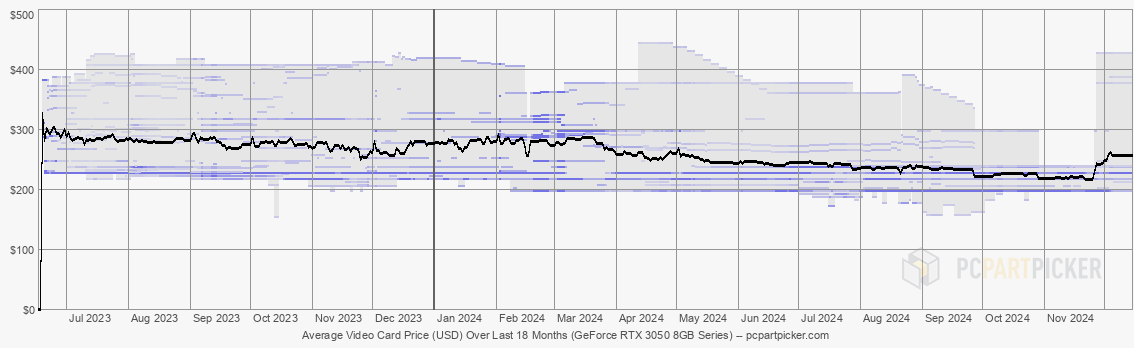 $500
$400
$300
$200
$100
$0
PCPARTPICKER
Jul 2023 Aug 2023 Sep 2023 Oct 2023 Nov 2023 Dec 2023 Jan 2024 Feb 2024 Mar 2024 Apr 2024 May 2024 Jun 2024 Jul 2024 Aug 2024 Sep 2024 Oct 2024 Nov 2024
Average Video Card Price (USD) Over Last 18 Months (GeForce RTX 3050 8GB Series) -- pcpartpicker.com